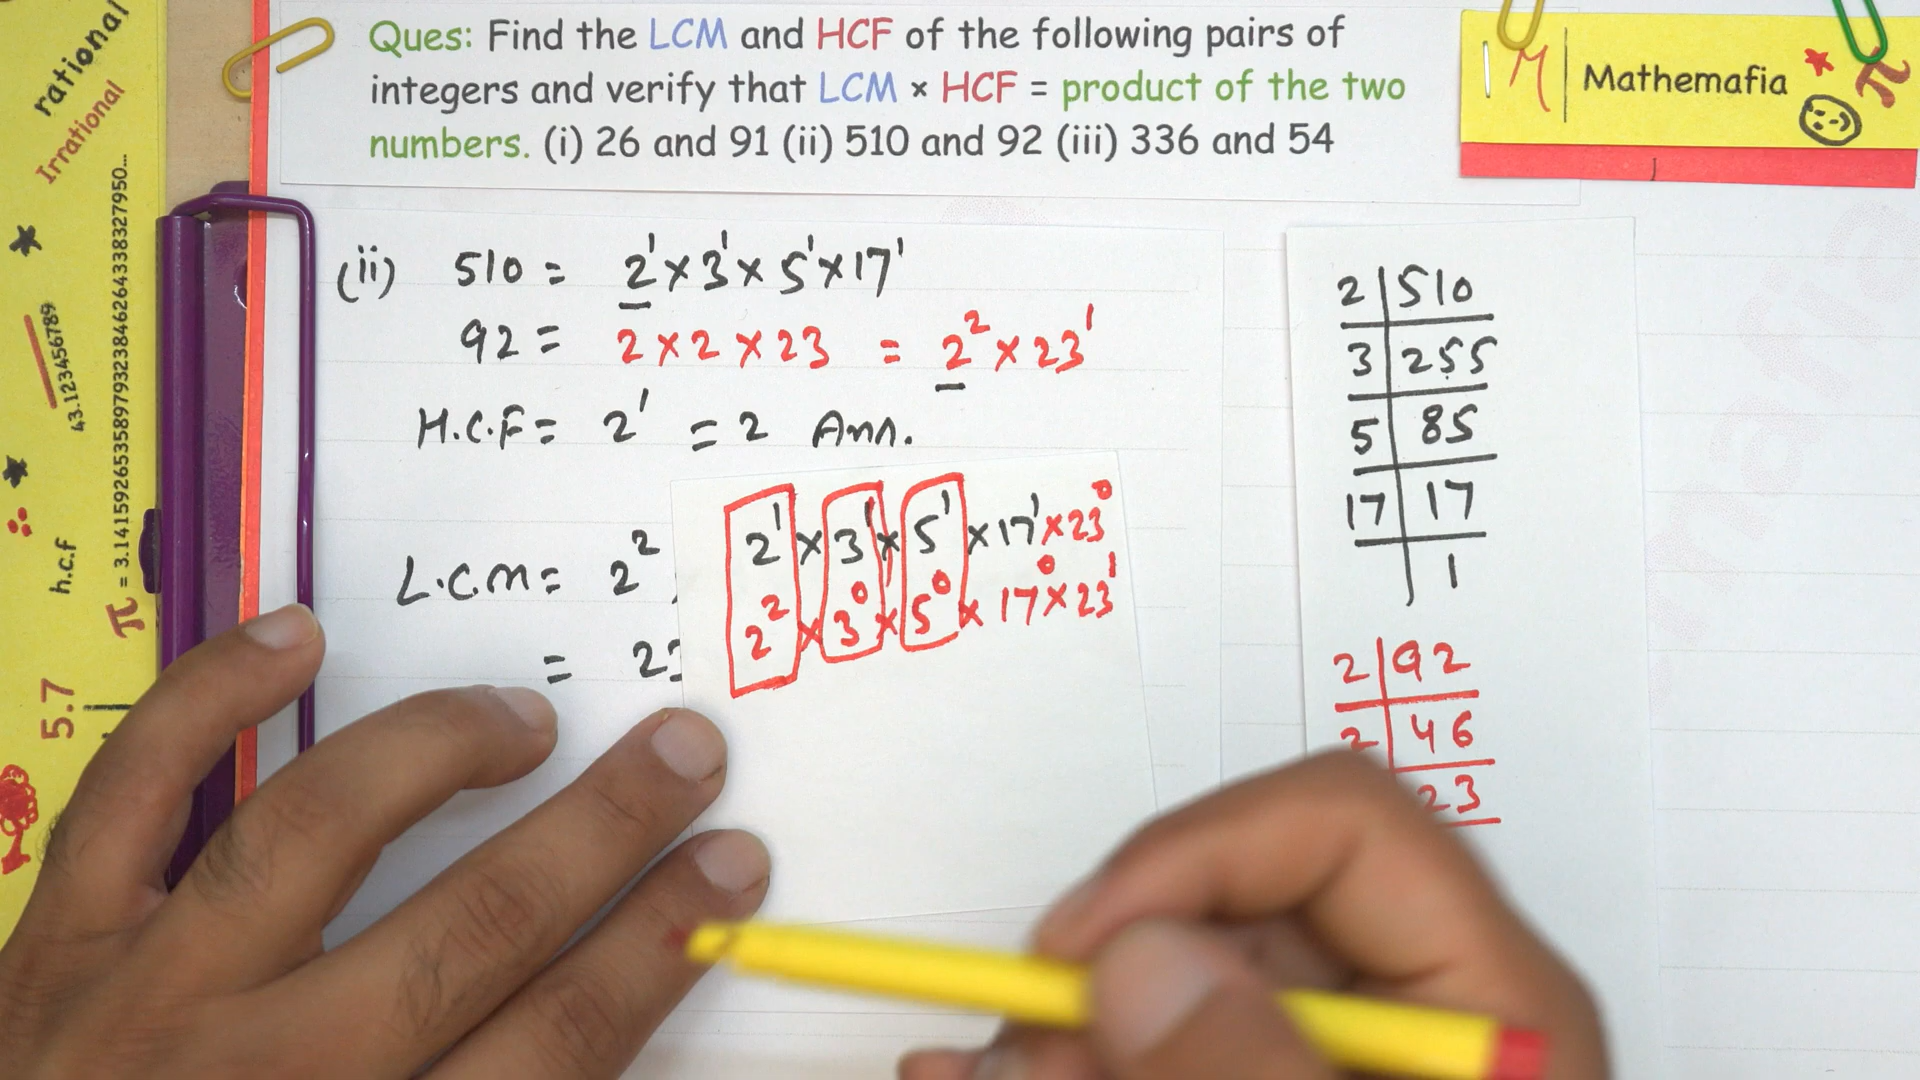 rational
Irrational
43.123456789
h.c.f
π = 3.14159265358979323846264338327950...
5.7
Ques: Find the LCM and HCF of the following pairs of
integers and verify that LCM × HCF = product of the two
numbers. (i) 26 and 91 (ii) 510 and 92 (iii) 336 and 54
M | Mathemafia
π
(ii) 510 = 2¹ × 3¹ × 5¹ × 17¹
92 = 2 × 2 × 23 = 2² × 23¹
H.C.F = 2¹ = 2 Ann.
L.C.M = 2²
= 23
2¹ × 3¹ × 5¹ × 17¹ × 23⁰
2² × 3⁰ × 5⁰ × 17⁰ × 23¹
2 | 510
3 | 255
5 | 85
17 | 17
| 1
2 | 92
2 | 46
23